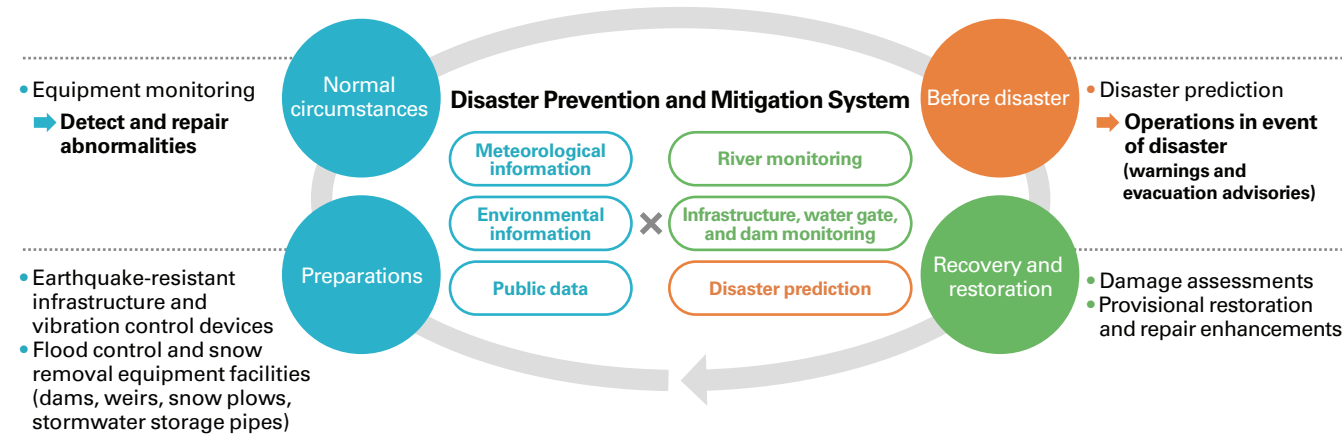 Disaster Prevention and Mitigation System
Normal
circumstances
• Equipment monitoring
Detect and repair
abnormalities
Before disaster
• Disaster prediction
Operations in event
of disaster
(warnings and
evacuation advisories)
Meteorological
information
River monitoring
Environmental
information
×
Infrastructure, water gate,
and dam monitoring
Public data
Disaster prediction
Preparations
• Earthquake-resistant
infrastructure and
vibration control devices
• Flood control and snow
removal equipment facilities
(dams, weirs, snow plows,
stormwater storage pipes)
Recovery and
restoration
• Damage assessments
• Provisional restoration
and repair enhancements